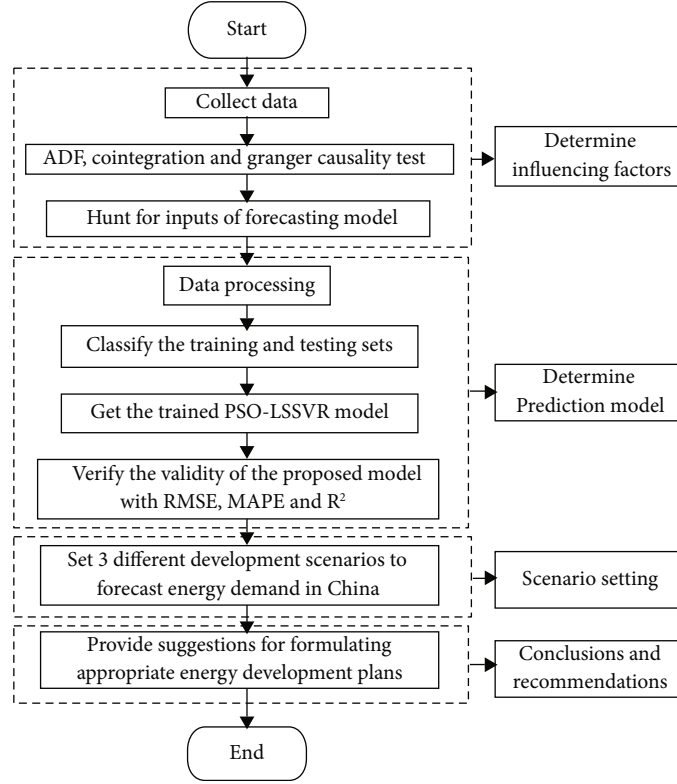 Start
Collect data
ADF, cointegration and granger causality test
Hunt for inputs of forecasting model
Determine
influencing factors
Data processing
Classify the training and testing sets
Get the trained PSO-LSSVR model
Verify the validity of the proposed model
with RMSE, MAPE and R²
Determine
Prediction model
Set 3 different development scenarios to
forecast energy demand in China
Scenario setting
Provide suggestions for formulating
appropriate energy development plans
Conclusions and
recommendations
End